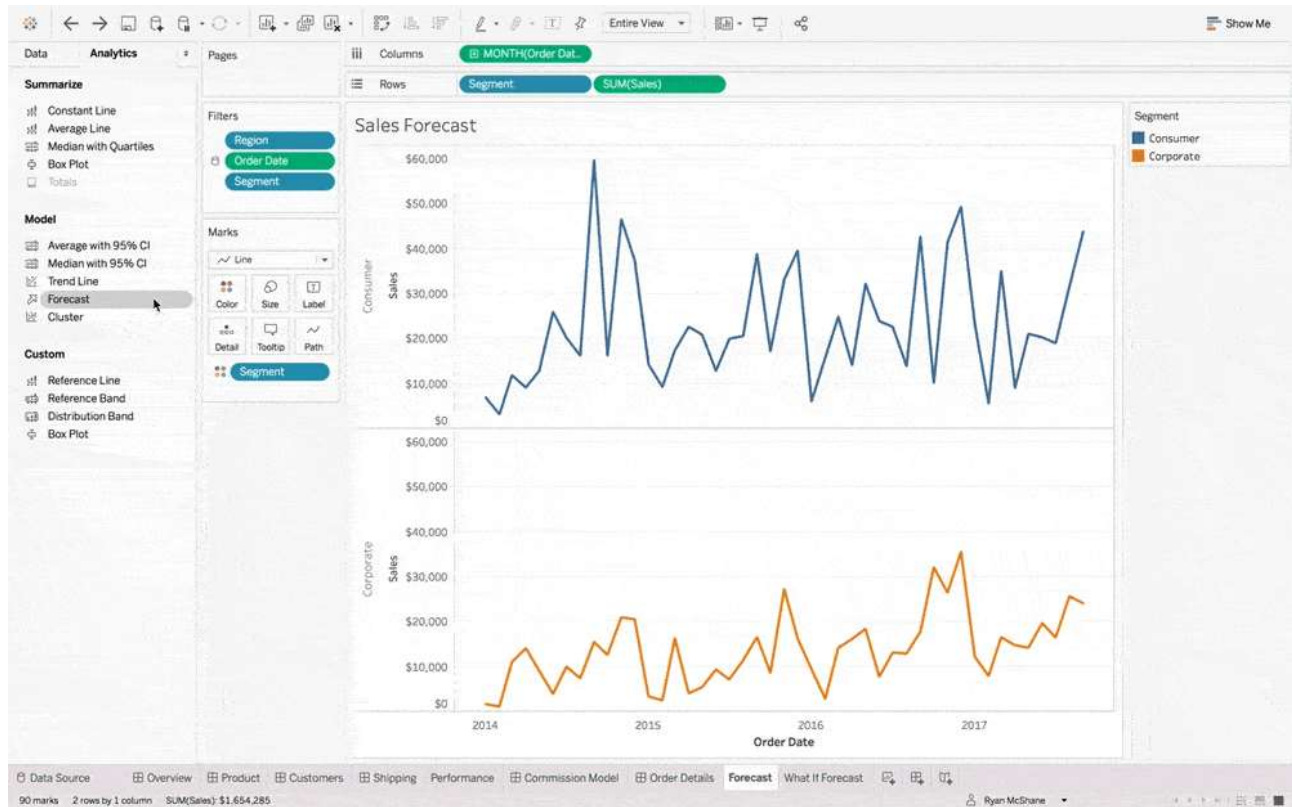 Entire View
Show Me
Data Analytics
Pages
Columns MONTH(Order Dat..
Rows Segment SUM(Sales)
Summarize
Constant Line
Average Line
Median with Quartiles
Box Plot
Totals
Model
Average with 95% CI
Median with 95% CI
Trend Line
Forecast
Cluster
Custom
Reference Line
Reference Band
Distribution Band
Box Plot
Filters
Region
Order Date
Segment
Marks
Line
Color Size Label
Detail Tooltip Path
Segment
Sales Forecast
Consumer
Sales
$60,000
$50,000
$40,000
$30,000
$20,000
$10,000
$0
Corporate
Sales
$60,000
$50,000
$40,000
$30,000
$20,000
$10,000
$0
2014 2015 2016 2017
Order Date
Segment
Consumer
Corporate
Data Source Overview Product Customers Shipping Performance Commission Model Order Details Forecast What If Forecast
90 marks 2 rows by 1 column SUM(Sales): $1,654,285
Ryan McShane